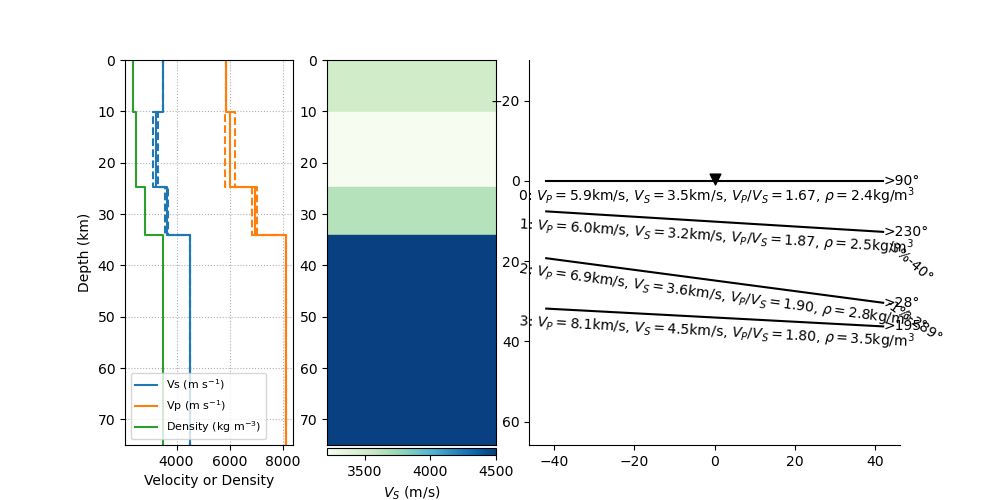 0
10
20
30
40
50
60
70
Depth (km)
4000 6000 8000
Velocity or Density
Vs (m s⁻¹)
Vp (m s⁻¹)
Density (kg m⁻³)
0
10
20
30
40
50
60
70
3500 4000 4500
V_S (m/s)
−20
0
20
40
60
−40 −20 0 20 40
>90°
0: V_P = 5.9km/s, V_S = 3.5km/s, V_P/V_S = 1.67, ρ = 2.4kg/m³
>230°
1: V_P = 6.0km/s, V_S = 3.2km/s, V_P/V_S = 1.87, ρ = 2.5kg/m³
>28°
2: V_P = 6.9km/s, V_S = 3.6km/s, V_P/V_S = 1.90, ρ = 2.8kg/m³
>195°
3: V_P = 8.1km/s, V_S = 4.5km/s, V_P/V_S = 1.80, ρ = 3.5kg/m³